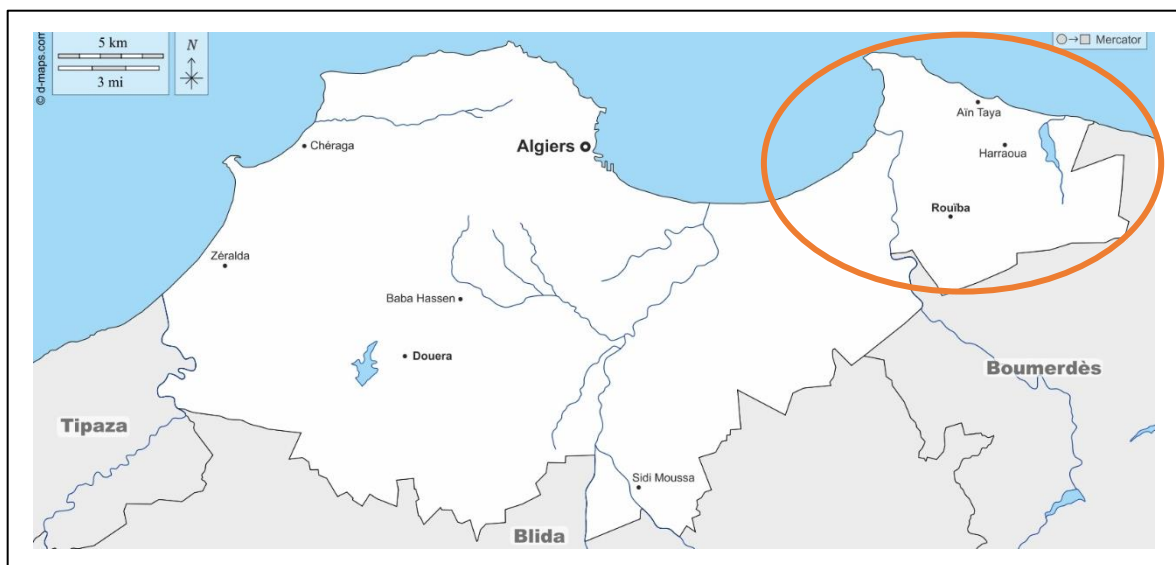 5 km
3 mi
N
© d-maps.com
Mercator
Aïn Taya
Chéraga
Algiers
Harraoua
Rouïba
Zéralda
Baba Hassen
Douera
Boumerdès
Tipaza
Sidi Moussa
Blida